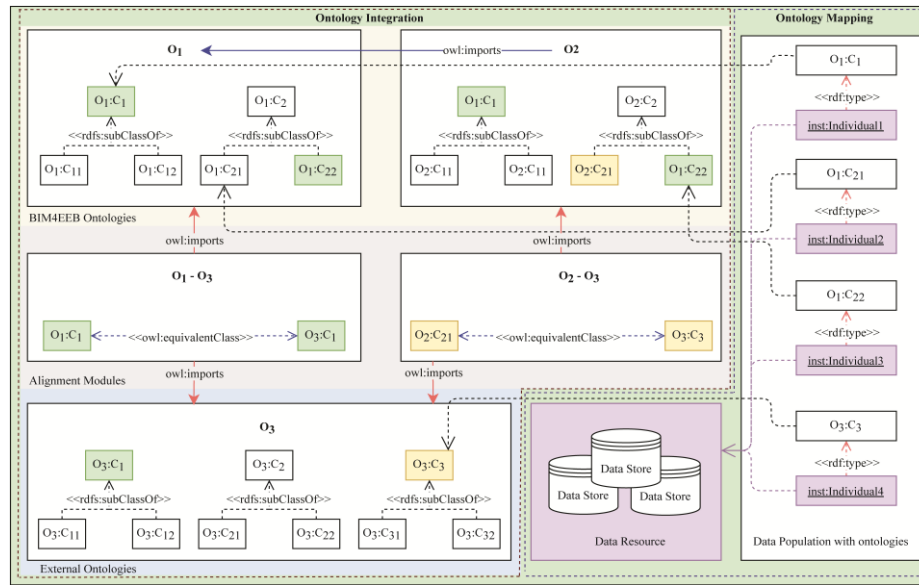 Ontology Integration
Ontology Mapping
O1
owl:imports
O2
O1:C1
O1:C2
<<rdfs:subClassOf>>
<<rdfs:subClassOf>>
O1:C11
O1:C12
O1:C21
O1:C22
O1:C1
O2:C2
<<rdfs:subClassOf>>
<<rdfs:subClassOf>>
O2:C11
O2:C11
O2:C21
O1:C22
BIM4EEB Ontologies
owl:imports
owl:imports
O1 - O3
O1:C1
<<owl:equivalentClass>>
O3:C1
O2 - O3
O2:C21
<<owl:equivalentClass>>
O3:C3
Alignment Modules
owl:imports
owl:imports
O3
O3:C1
O3:C2
O3:C3
<<rdfs:subClassOf>>
<<rdfs:subClassOf>>
<<rdfs:subClassOf>>
O3:C11
O3:C12
O3:C21
O3:C22
O3:C31
O3:C32
External Ontologies
Data Store
Data Store
Data Store
Data Resource
O1:C1
<<rdf:type>>
inst:Individual1
O1:C21
<<rdf:type>>
inst:Individual2
O1:C22
<<rdf:type>>
inst:Individual3
O3:C3
<<rdf:type>>
inst:Individual4
Data Population with ontologies